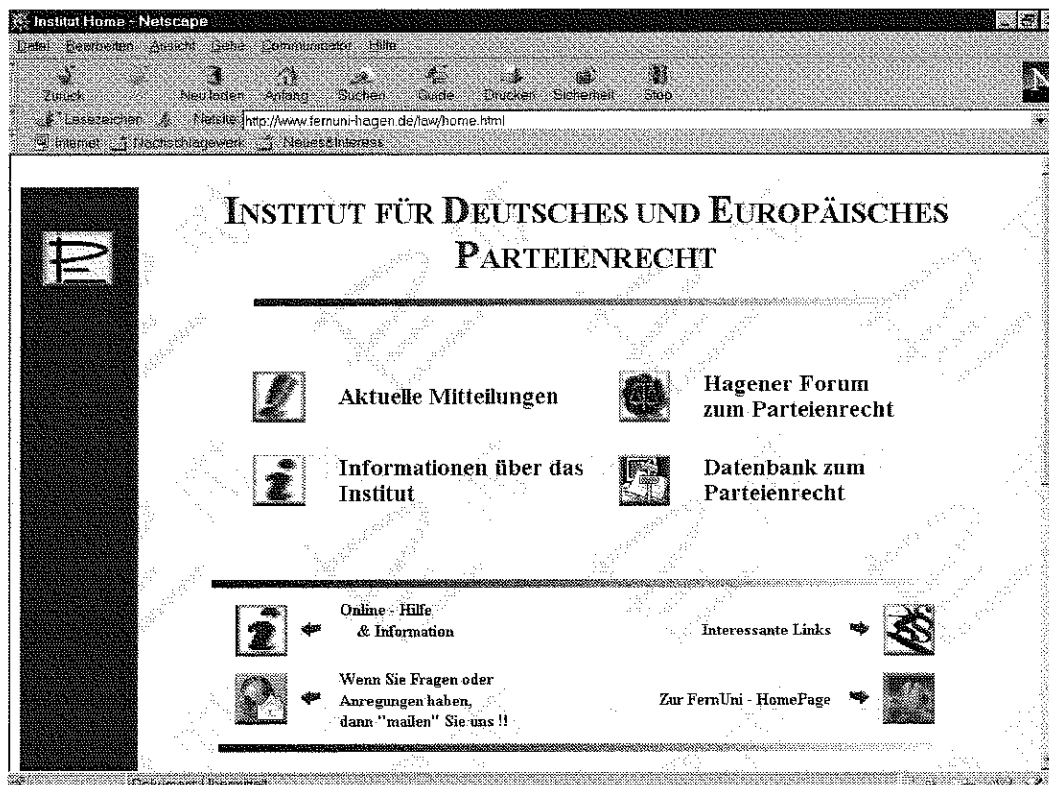 Institut Home - Netscape
Datei Bearbeiten Ansicht Gehe Communicator Hilfe
Zurück Neu laden Anfang Suchen Guide Drucken Sicherheit Stop
Lesezeichen Netsite http://www.fernuni-hagen.de/law/home.html
Internet Nachschlagewerk Neues&Interess
INSTITUT FÜR DEUTSCHES UND EUROPÄISCHES
PARTEIENRECHT
Aktuelle Mitteilungen
Hagener Forum
zum Parteienrecht
Informationen über das
Institut
Datenbank zum
Parteienrecht
Online - Hilfe
& Information
Interessante Links
Wenn Sie Fragen oder
Anregungen haben,
dann "mailen" Sie uns !!
Zur FernUni - HomePage